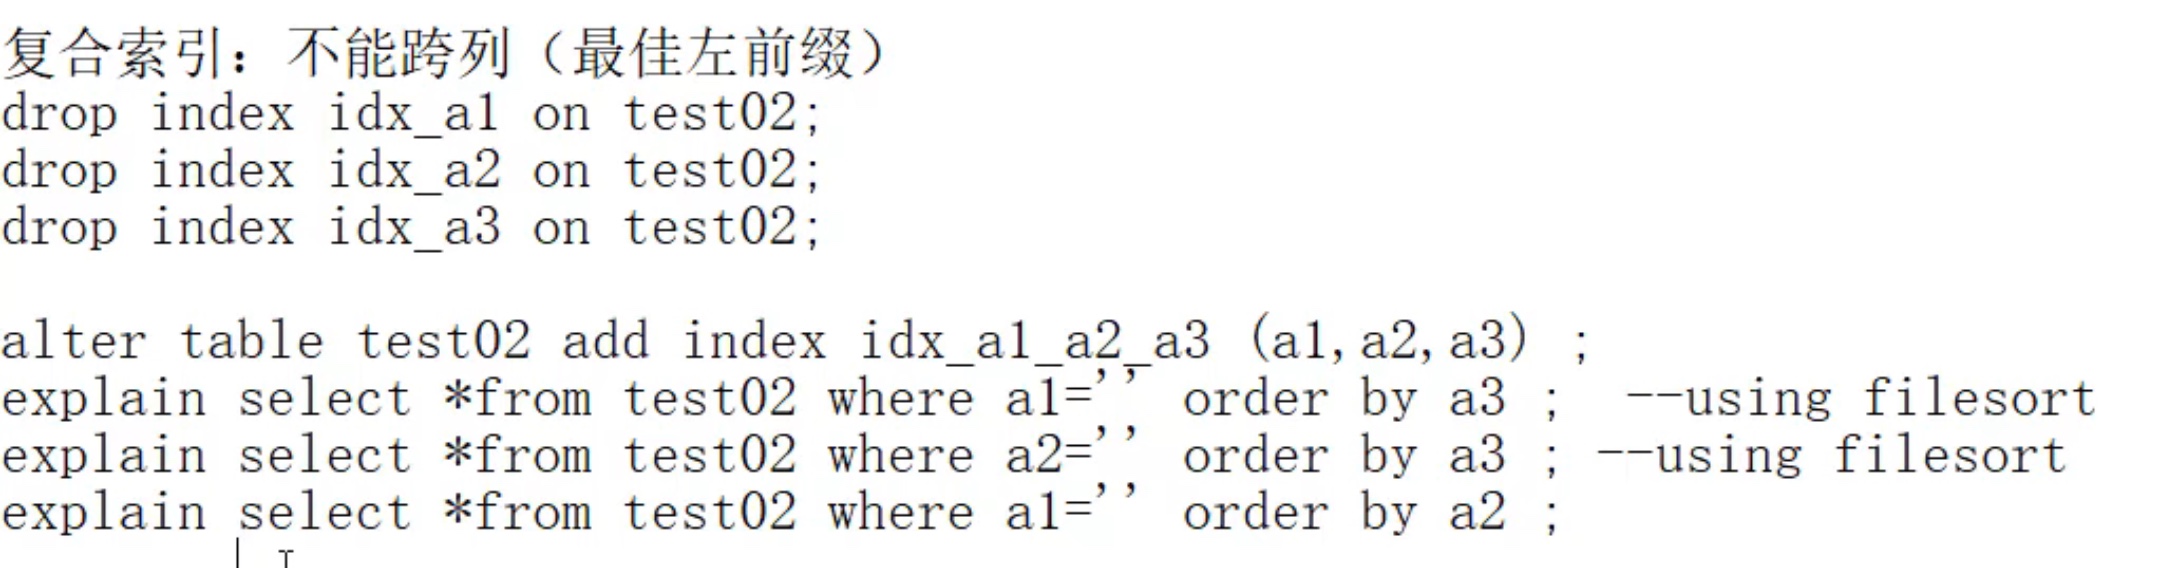 复合索引：不能跨列（最佳左前缀）
drop index idx_a1 on test02;
drop index idx_a2 on test02;
drop index idx_a3 on test02;
alter table test02 add index idx_a1_a2_a3 (a1,a2,a3) ;
explain select *from test02 where a1='' order by a3 ;  --using filesort
explain select *from test02 where a2='' order by a3 ; --using filesort
explain select *from test02 where a1='' order by a2 ;